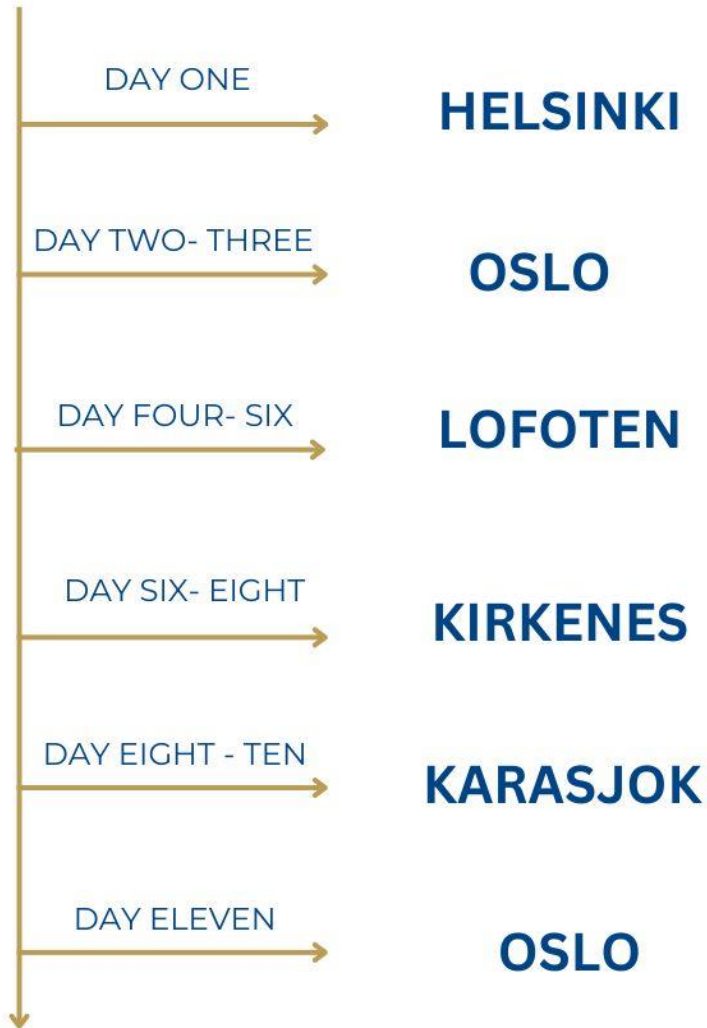 DAY ONE
HELSINKI
DAY TWO- THREE
OSLO
DAY FOUR- SIX
LOFOTEN
DAY SIX- EIGHT
KIRKENES
DAY EIGHT - TEN
KARASJOK
DAY ELEVEN
OSLO